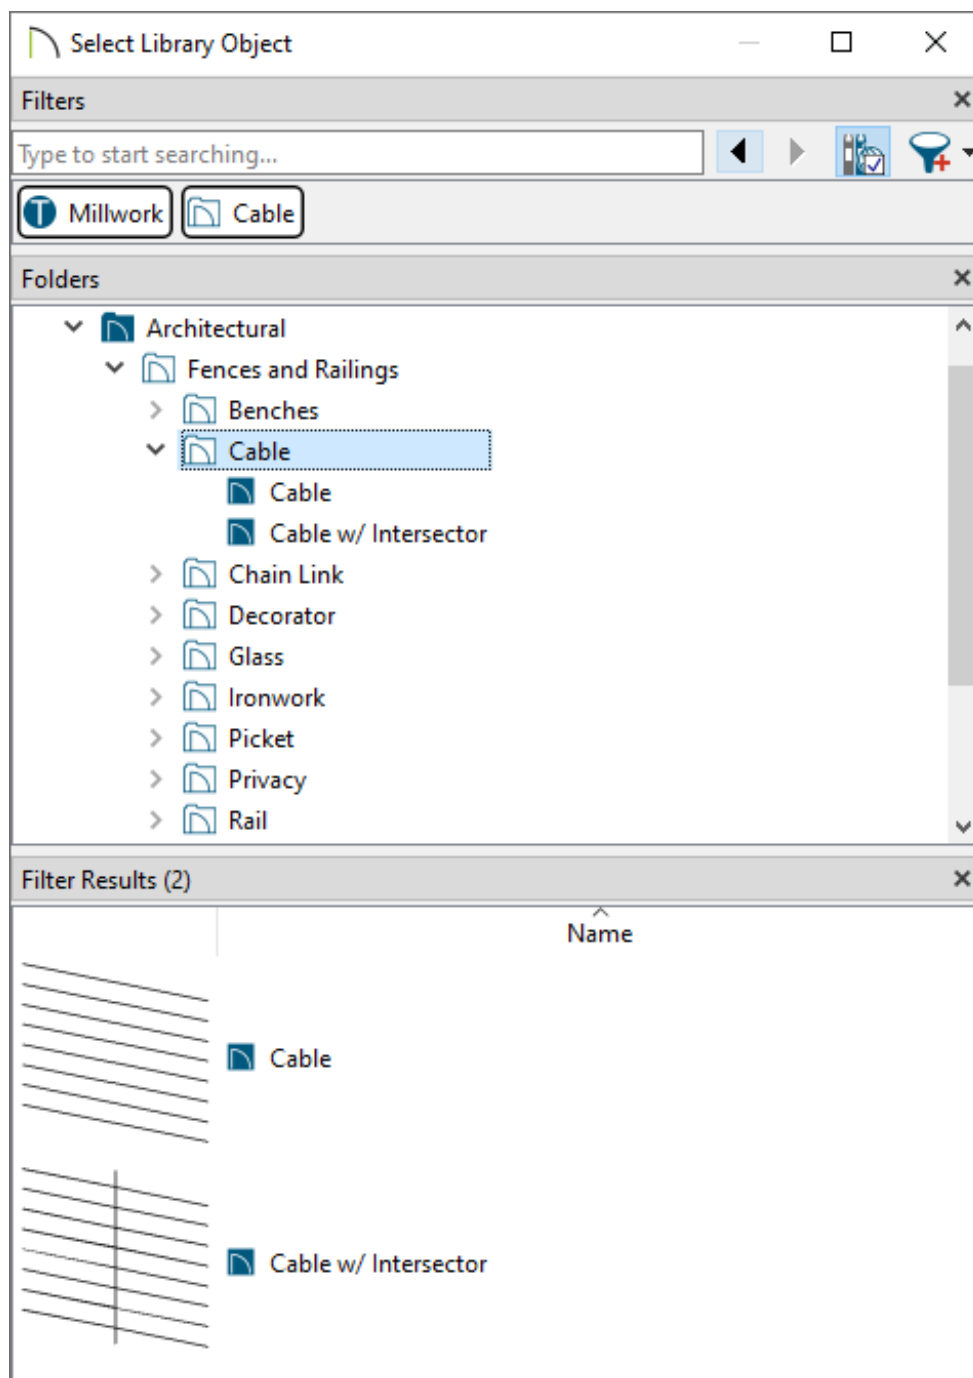 Select Library Object
Filters
Type to start searching...
Millwork Cable
Folders
Architectural
Fences and Railings
Benches
Cable
Cable
Cable w/ Intersector
Chain Link
Decorator
Glass
Ironwork
Picket
Privacy
Rail
Filter Results (2)
Name
Cable
Cable w/ Intersector